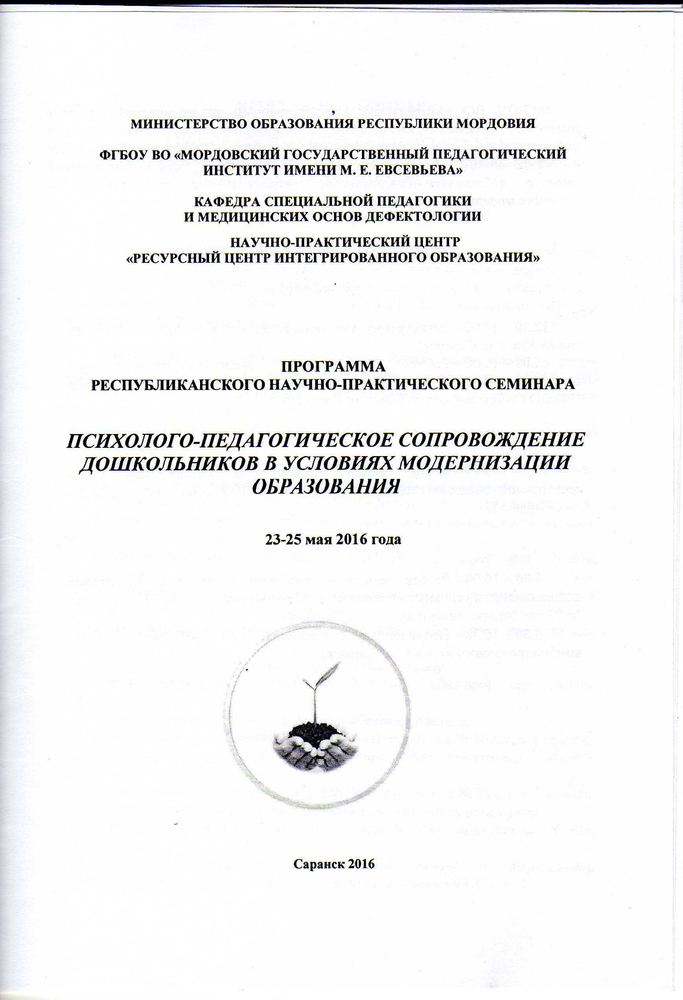 МИНИСТЕРСТВО ОБРАЗОВАНИЯ РЕСПУБЛИКИ МОРДОВИЯ
ФГБОУ ВО «МОРДОВСКИЙ ГОСУДАРСТВЕННЫЙ ПЕДАГОГИЧЕСКИЙ
ИНСТИТУТ ИМЕНИ М. Е. ЕВСЕВЬЕВА»
КАФЕДРА СПЕЦИАЛЬНОЙ ПЕДАГОГИКИ
И МЕДИЦИНСКИХ ОСНОВ ДЕФЕКТОЛОГИИ
НАУЧНО-ПРАКТИЧЕСКИЙ ЦЕНТР
«РЕСУРСНЫЙ ЦЕНТР ИНТЕГРИРОВАННОГО ОБРАЗОВАНИЯ»
ПРОГРАММА
РЕСПУБЛИКАНСКОГО НАУЧНО-ПРАКТИЧЕСКОГО СЕМИНАРА
ПСИХОЛОГО-ПЕДАГОГИЧЕСКОЕ СОПРОВОЖДЕНИЕ
ДОШКОЛЬНИКОВ В УСЛОВИЯХ МОДЕРНИЗАЦИИ
ОБРАЗОВАНИЯ
23-25 мая 2016 года
Саранск 2016